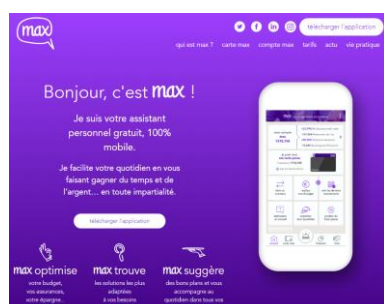 max
télécharger l'application
qui est max ? carte max compte max tarifs actu vie pratique
Bonjour, c'est max !
Je suis votre assistant
personnel gratuit, 100%
mobile.
Je facilite votre quotidien en vous
faisant gagner du temps et de
l'argent... en toute impartialité.
télécharger l'application
max optimise
votre budget,
vos assurances,
votre épargne...
max trouve
les solutions les plus
adaptées
à vos besoins
max suggère
des bons plans et vous
accompagne au
quotidien dans tous vos